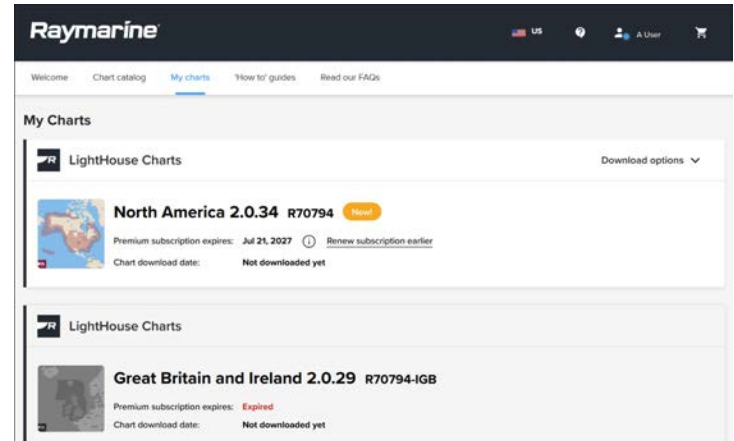 Raymarine
US
A User
Welcome Chart catalog My charts 'How to' guides Read our FAQs
My Charts
LightHouse Charts
Download options
North America 2.0.34 R70794 New!
Premium subscription expires: Jul 21, 2027 Renew subscription earlier
Chart download date: Not downloaded yet
LightHouse Charts
Great Britain and Ireland 2.0.29 R70794-IGB
Premium subscription expires: Expired
Chart download date: Not downloaded yet